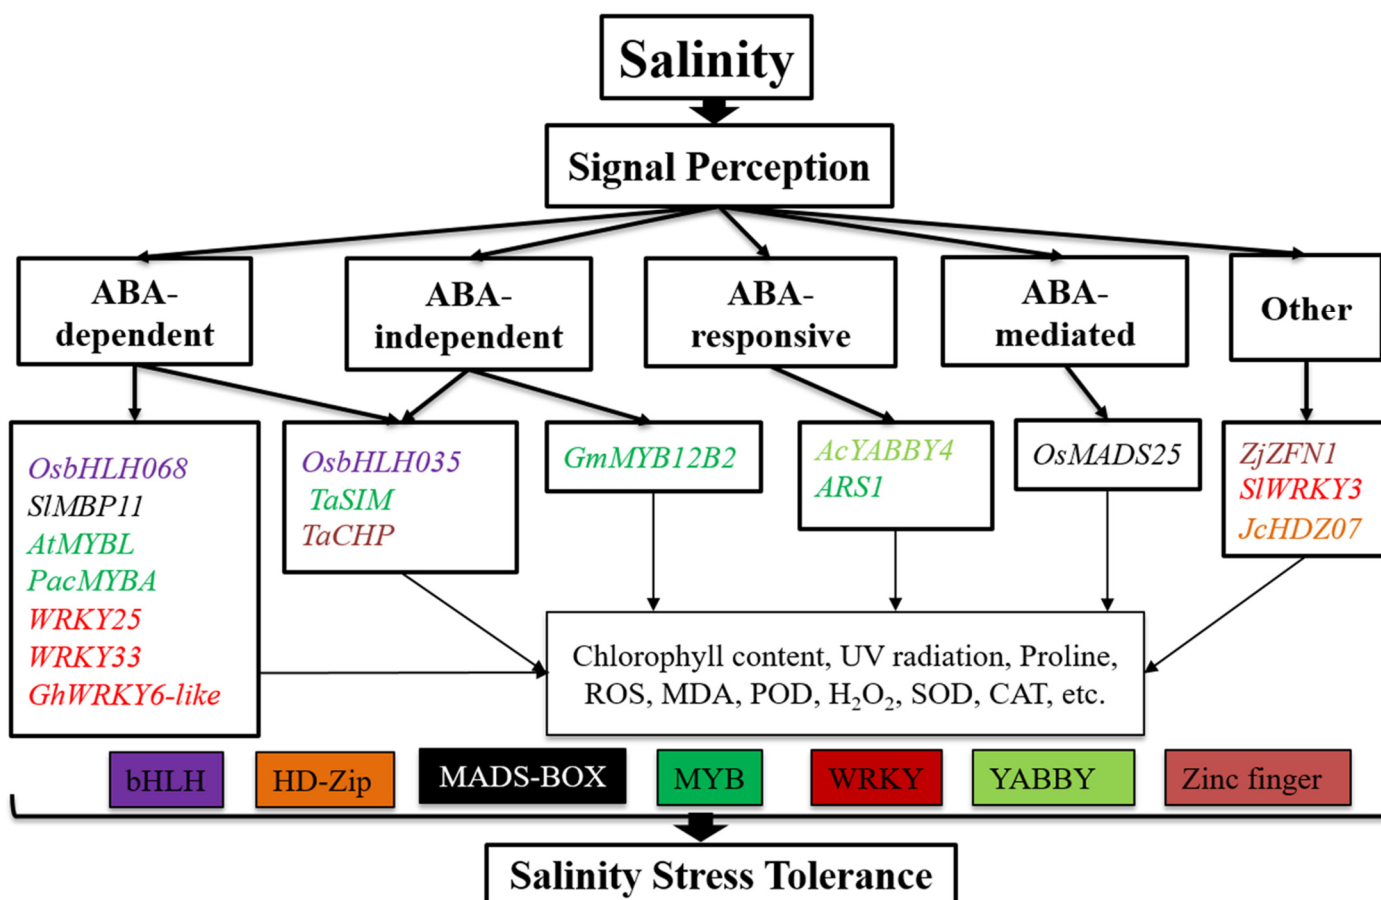 Salinity
Signal Perception
ABA-
dependent
ABA-
independent
ABA-
responsive
ABA-
mediated
Other
OsbHLH068
SlMBP11
AtMYBL
PacMYBA
WRKY25
WRKY33
GhWRKY6-like
OsbHLH035
TaSIM
TaCHP
GmMYB12B2
AcYABBY4
ARS1
OsMADS25
ZjZFN1
SlWRKY3
JcHDZ07
Chlorophyll content, UV radiation, Proline,
ROS, MDA, POD, H₂O₂, SOD, CAT, etc.
bHLH
HD-Zip
MADS-BOX
MYB
WRKY
YABBY
Zinc finger
Salinity Stress Tolerance